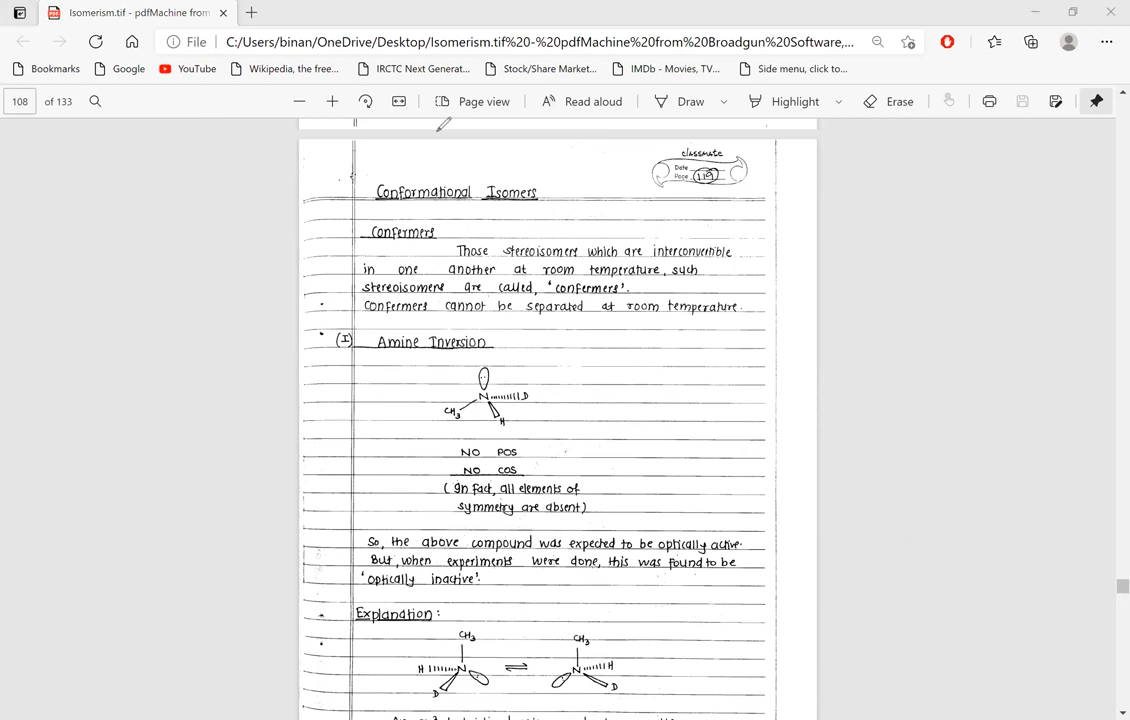 Isomerism.tif - pdfMachine from
File C:/Users/binan/OneDrive/Desktop/Isomerism.tif%20-%20pdfMachine%20from%20Broadgun%20Software,...
Bookmarks Google YouTube Wikipedia, the free... IRCTC Next Generat... Stock/Share Market... IMDb - Movies, TV... Side menu, click to...
108 of 133 Page view Read aloud Draw Highlight Erase
classmate
Date
Page 119
Conformational Isomers
Confermers
Those stereoisomers which are interconvertible
in one another at room temperature, such
stereoisomers are called, 'confermers'.
Confermers cannot be separated at room temperature.
(I) Amine Inversion
N D
CH3
H
NO POS
NO COS
(In fact, all elements of
symmetry are absent)
So, the above compound was expected to be optically active.
But, when experiments were done, this was found to be
'optically inactive'.
Explanation:
CH3 CH3
H N ⇌ N H
D D